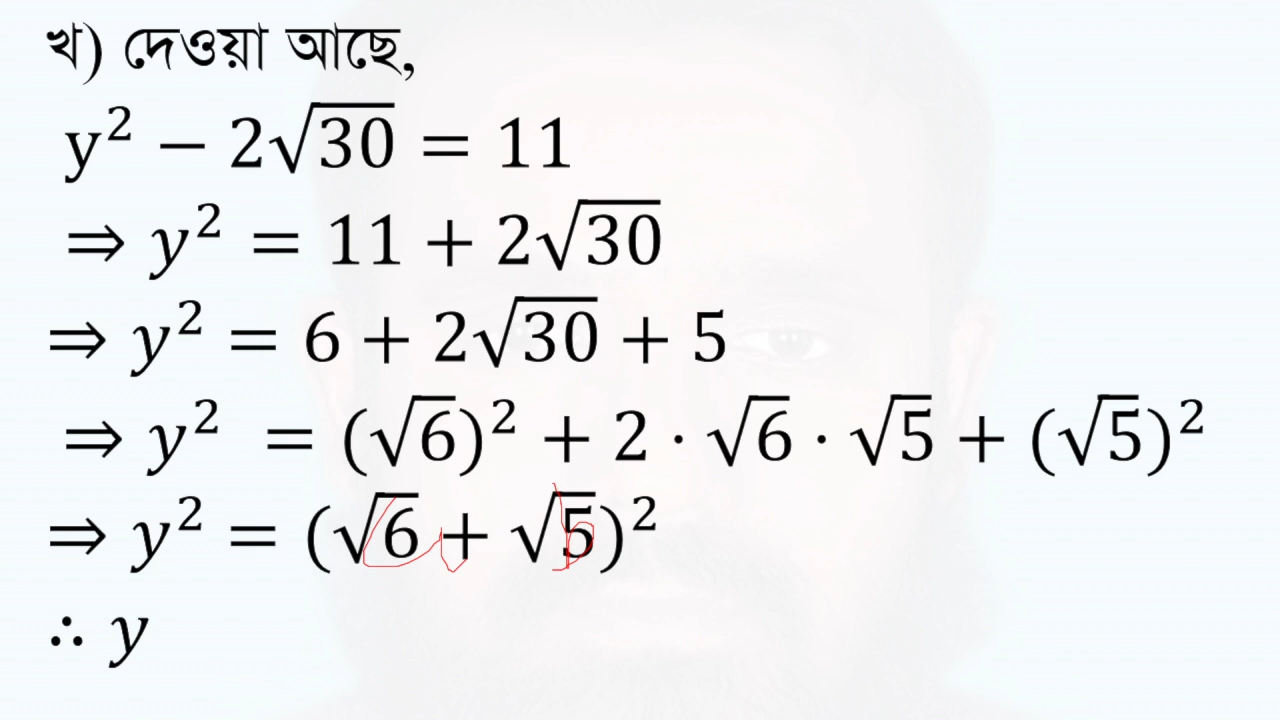 খ) দেওয়া আছে,
y² − 2√30 = 11
⇒ y² = 11 + 2√30
⇒ y² = 6 + 2√30 + 5
⇒ y² = (√6)² + 2 · √6 · √5 + (√5)²
⇒ y² = (√6 + √5)²
∴ y